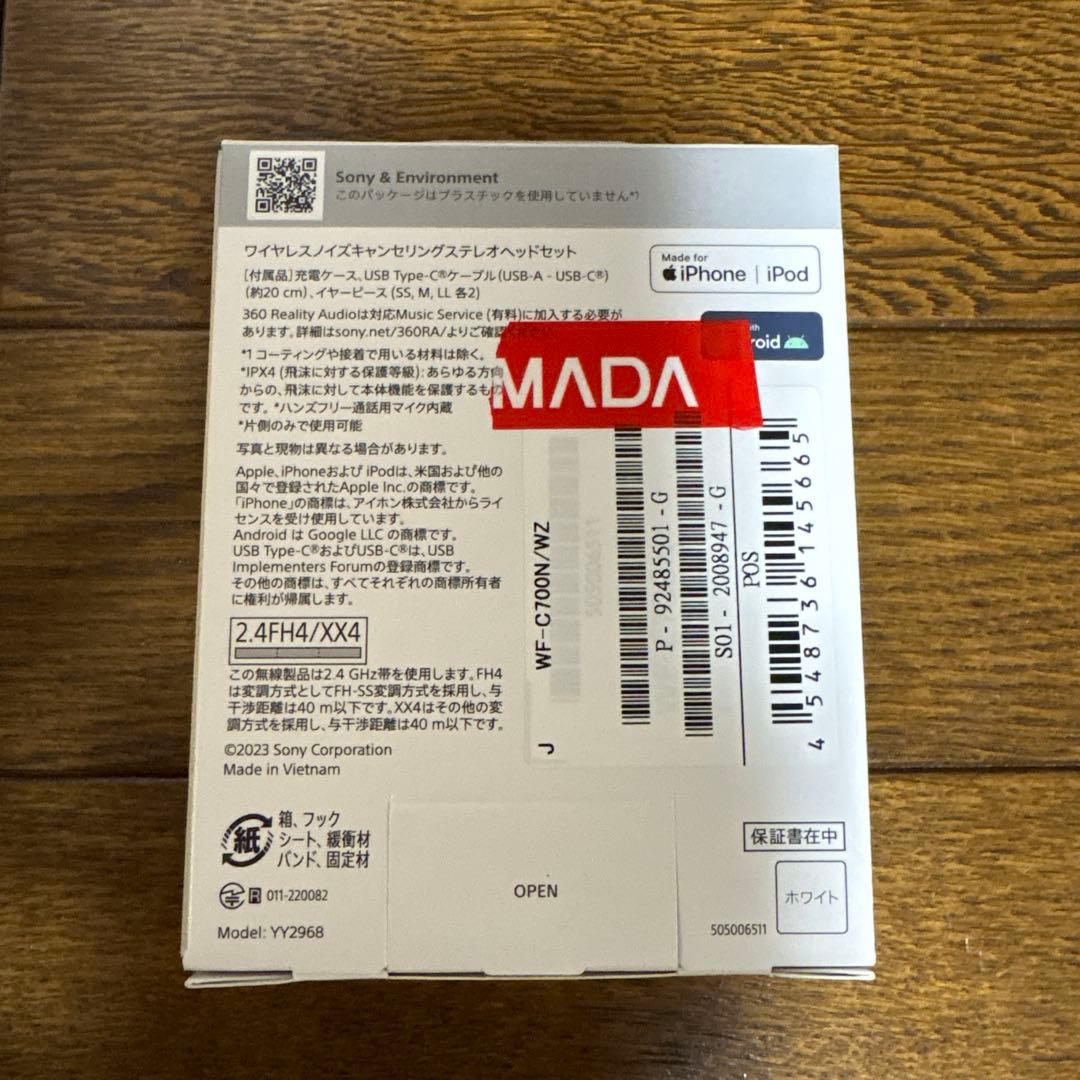 Sony & Environment
このパッケージはプラスチックを使用していません*1
ワイヤレスノイズキャンセリングステレオヘッドセット
[付属品]充電ケース、USB Type-C®ケーブル(USB-A - USB-C®)
(約20 cm)、イヤーピース(SS, M, LL 各2)
Made for
iPhone | iPod
360 Reality Audioは対応Music Service (有料)に加入する必要が
あります。詳細はsony.net/360RA/よりご確認ください。
*1 コーティングや接着で用いる材料は除く。
*IPX4 (飛沫に対する保護等級): あらゆる方向
からの、飛沫に対して本体機能を保護するもの
です。*ハンズフリー通話用マイク内蔵
*片側のみで使用可能
MADA
写真と現物は異なる場合があります。
Apple、iPhoneおよび iPodは、米国および他の
国々で登録されたApple Inc.の商標です。
「iPhone」の商標は、アイホン株式会社からライ
センスを受け使用しています。
Android は Google LLC の商標です。
USB Type-C®およびUSB-C®は、USB
Implementers Forumの登録商標です。
その他の商標は、すべてそれぞれの商標所有者
に権利が帰属します。
2.4FH4/XX4
この無線製品は2.4 GHz帯を使用します。FH4
は変調方式としてFH-SS変調方式を採用し、与
干渉距離は40 m以下です。XX4はその他の変
調方式を採用し、与干渉距離は40 m以下です。
©2023 Sony Corporation
Made in Vietnam
J WF-C700N/WZ
505006511
P - 92485501 -G
S01 - 2008947 -G
POS
4 548736 145665
紙
箱、フック
シート、緩衝材
バンド、固定材
R 011-220082
Model: YY2968
OPEN
保証書在中
ホワイト
505006511